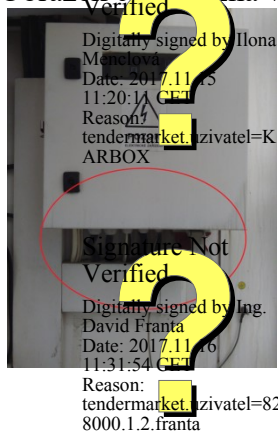 Verified
Digitally signed by Ilona
Menclová
Date: 2017.11.15
11:20:11 CET
Reason:
tendermarket.uzivatel=K
ARBOX
POZOR
Signature Not
Verified
Digitally signed by Ing.
David Franta
Date: 2017.11.16
11:31:54 CET
Reason:
tendermarket.uzivatel=82
8000.1.2.franta